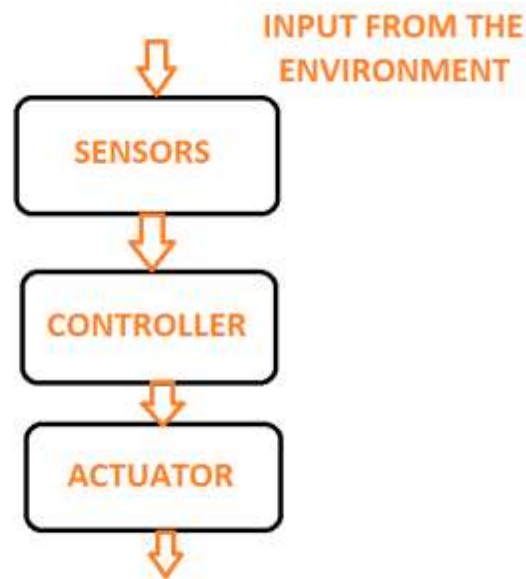 INPUT FROM THE
ENVIRONMENT
SENSORS
CONTROLLER
ACTUATOR